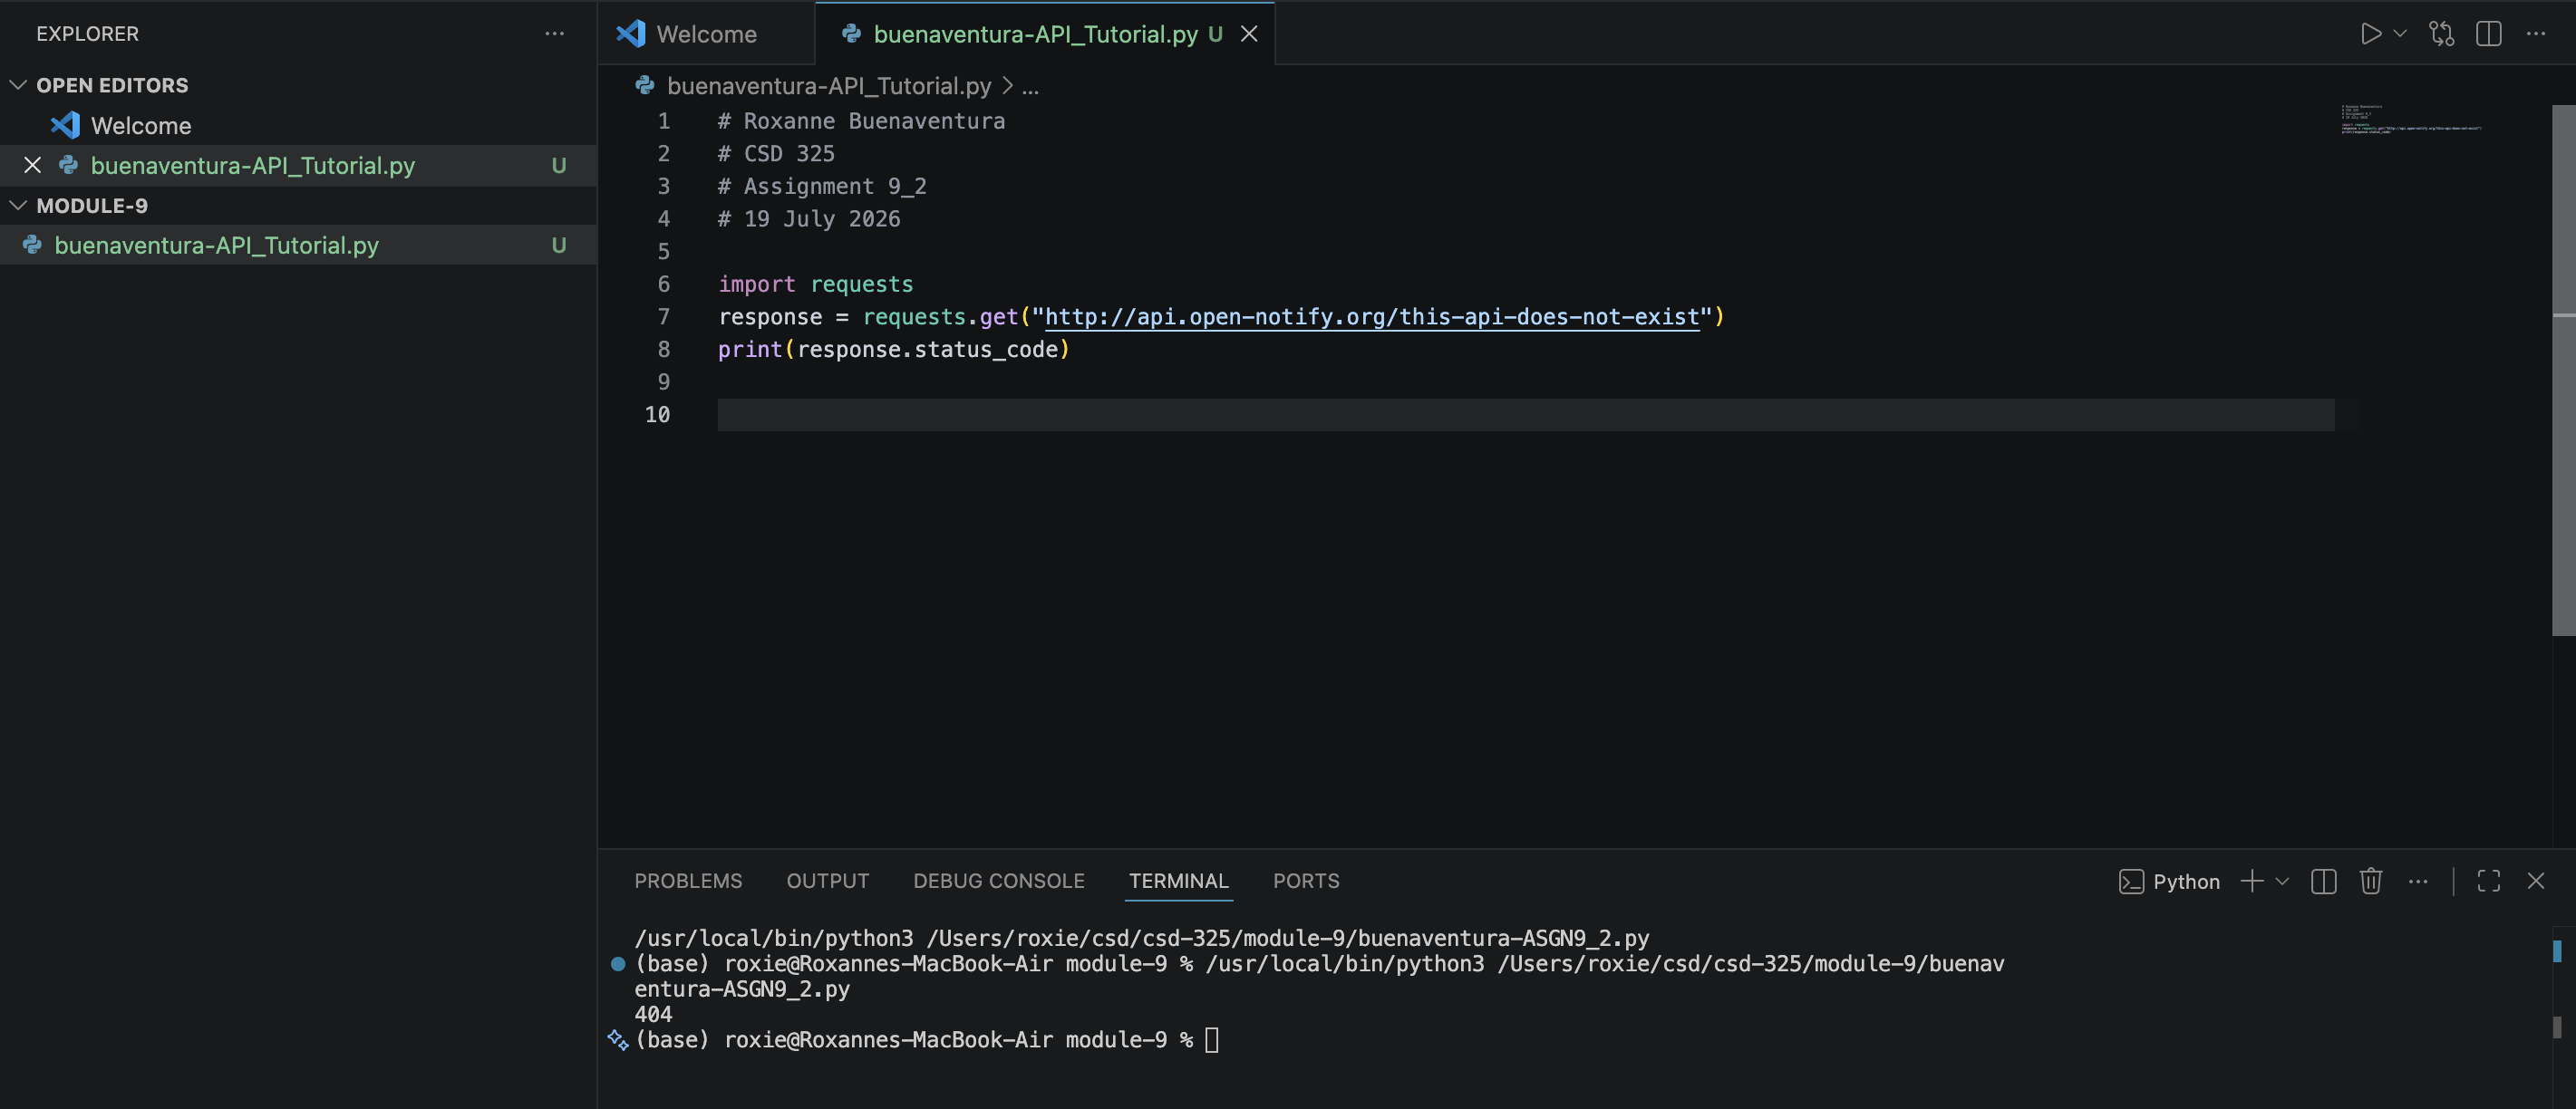 EXPLORER
OPEN EDITORS
Welcome
buenaventura-API_Tutorial.py U
MODULE-9
buenaventura-API_Tutorial.py U
Welcome
buenaventura-API_Tutorial.py U
buenaventura-API_Tutorial.py > ...
1 # Roxanne Buenaventura
2 # CSD 325
3 # Assignment 9_2
4 # 19 July 2026
5
6 import requests
7 response = requests.get("http://api.open-notify.org/this-api-does-not-exist")
8 print(response.status_code)
9
10
PROBLEMS OUTPUT DEBUG CONSOLE TERMINAL PORTS
Python
/usr/local/bin/python3 /Users/roxie/csd/csd-325/module-9/buenaventura-ASGN9_2.py
(base) roxie@Roxannes-MacBook-Air module-9 % /usr/local/bin/python3 /Users/roxie/csd/csd-325/module-9/buenav
entura-ASGN9_2.py
404
(base) roxie@Roxannes-MacBook-Air module-9 %